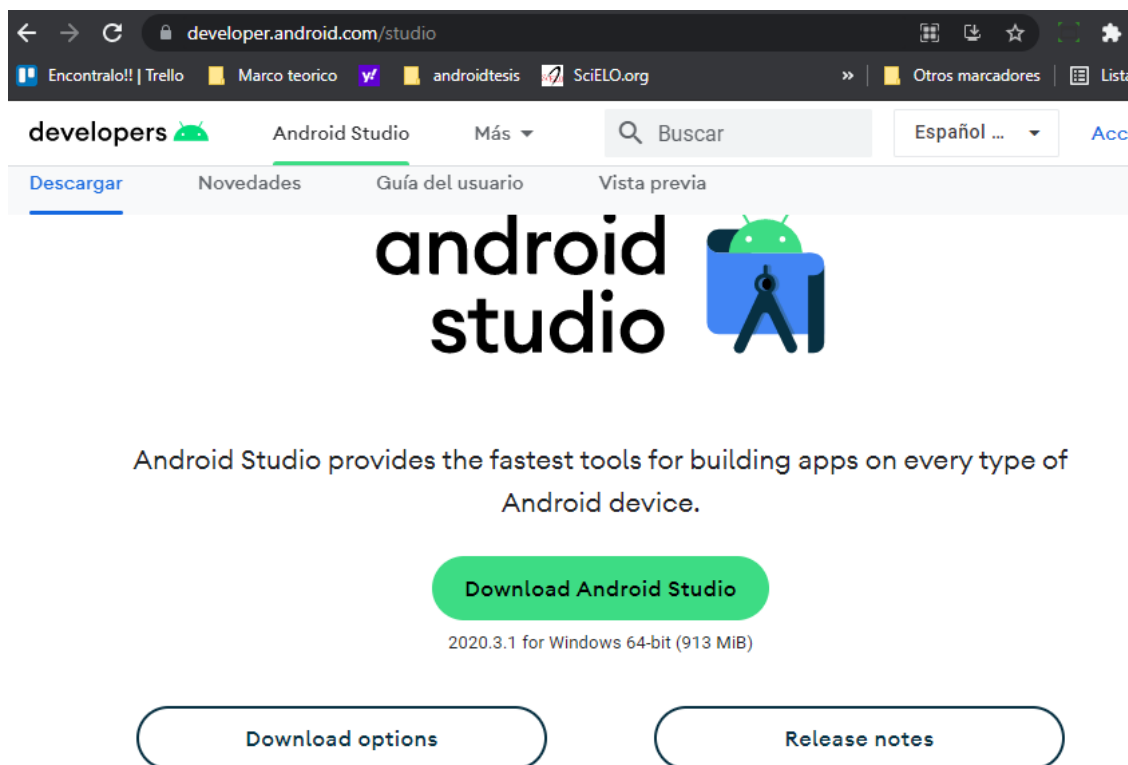 developer.android.com/studio
Encontralo!! | Trello Marco teorico y! androidtesis SciELO.org » Otros marcadores Lista
developers Android Studio Más Buscar Español ... Acc
Descargar Novedades Guía del usuario Vista previa
android
studio
Android Studio provides the fastest tools for building apps on every type of
Android device.
Download Android Studio
2020.3.1 for Windows 64-bit (913 MiB)
Download options Release notes